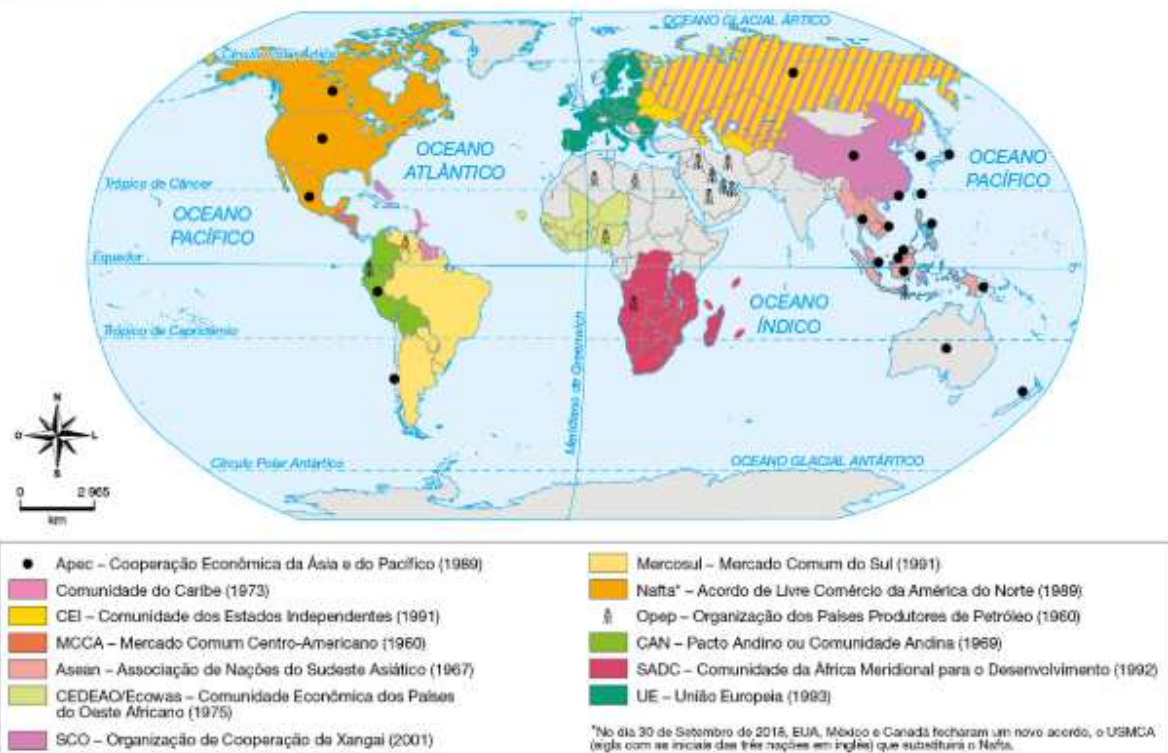 OCEANO GLACIAL ÁRTICO
0°
Círculo Polar Ártico
OCEANO
ATLÂNTICO
OCEANO
PACÍFICO
Trópico de Câncer
OCEANO
PACÍFICO
Equador
0°
OCEANO
ÍNDICO
Trópico de Capricórnio
Meridiano de Greenwich
N
O
L
S
Círculo Polar Antártico
OCEANO GLACIAL ANTÁRTICO
0 2 965
km
Apec – Cooperação Econômica da Ásia e do Pacífico (1989)
Comunidade do Caribe (1973)
CEI – Comunidade dos Estados Independentes (1991)
MCCA – Mercado Comum Centro-Americano (1960)
Asean – Associação de Nações do Sudeste Asiático (1967)
CEDEAO/Ecowas – Comunidade Econômica dos Países
do Oeste Africano (1975)
SCO – Organização de Cooperação de Xangai (2001)
Mercosul – Mercado Comum do Sul (1991)
Nafta* – Acordo de Livre Comércio da América do Norte (1989)
Opep – Organização dos Países Produtores de Petróleo (1960)
CAN – Pacto Andino ou Comunidade Andina (1969)
SADC – Comunidade da África Meridional para o Desenvolvimento (1992)
UE – União Europeia (1993)
*No dia 30 de Setembro de 2018, EUA, México e Canadá fecharam um novo acordo, o USMCA
(sigla com as iniciais das três nações em inglês) que substituirá o Nafta.